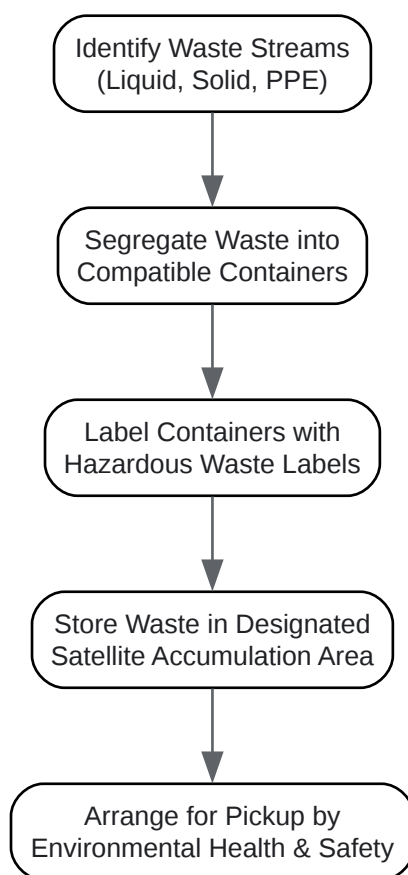 Identify Waste Streams
(Liquid, Solid, PPE)
Segregate Waste into
Compatible Containers
Label Containers with
Hazardous Waste Labels
Store Waste in Designated
Satellite Accumulation Area
Arrange for Pickup by
Environmental Health & Safety